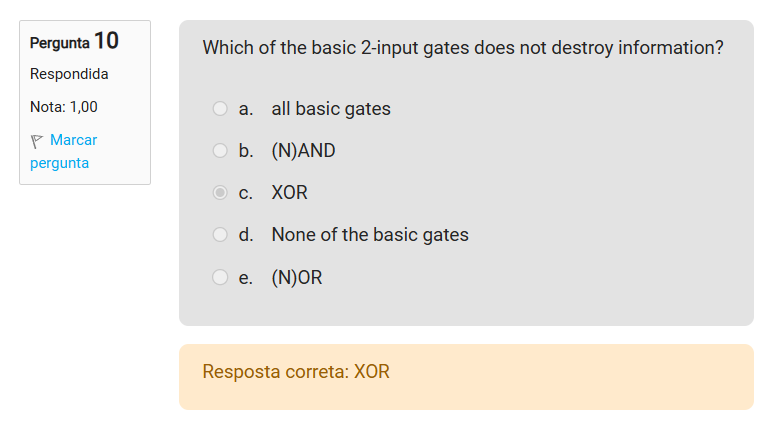 Pergunta 10
Respondida
Nota: 1,00
Marcar
pergunta
Which of the basic 2-input gates does not destroy information?
a. all basic gates
b. (N)AND
c. XOR
d. None of the basic gates
e. (N)OR
Resposta correta: XOR